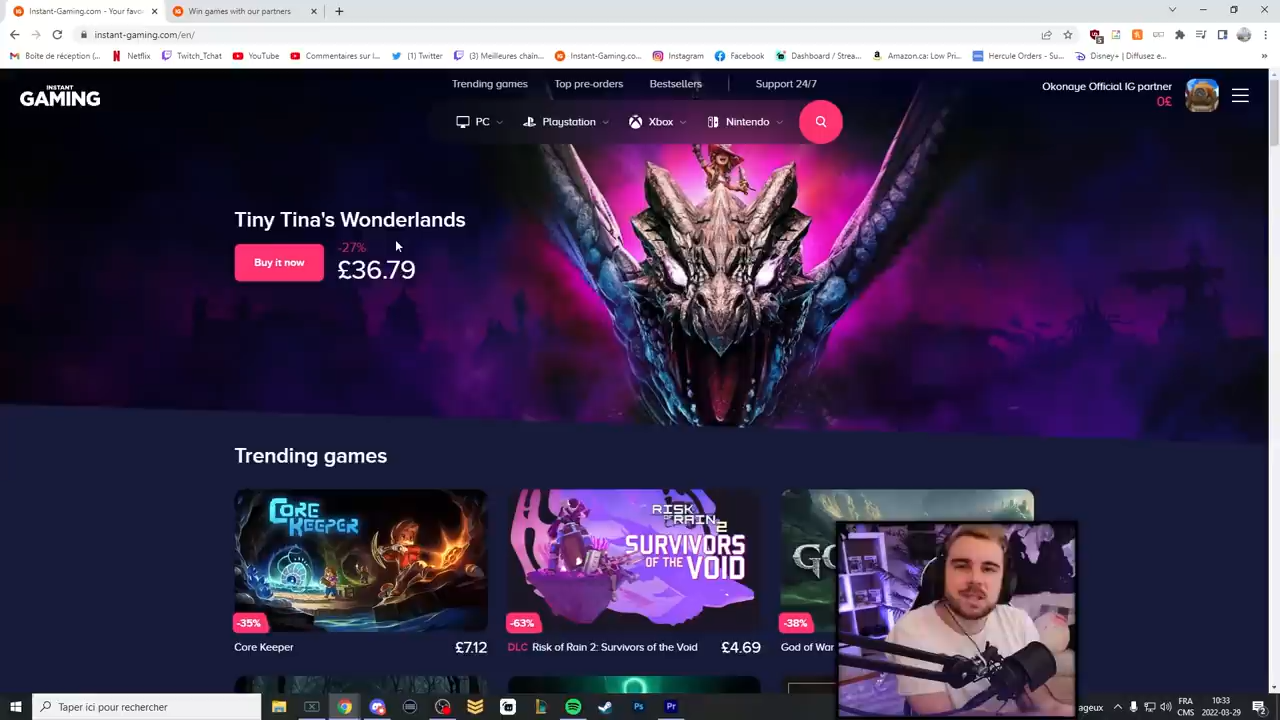 Instant-Gaming.com - Your favo
Win games with our partners
instant-gaming.com/en/
Boîte de réception (...
Netflix
Twitch_Tchat
YouTube
Commentaires sur l...
(1) Twitter
(3) Meilleures chaîn...
Instant-Gaming.co...
Instagram
Facebook
Dashboard / Strea...
Amazon.ca: Low Pri...
Hercule Orders - Su...
Disney+ | Diffusez e...
INSTANT
GAMING
Trending games
Top pre-orders
Bestsellers
Support 24/7
Okonaye Official IG partner
0£
PC
Playstation
Xbox
Nintendo
Tiny Tina's Wonderlands
Buy it now
-27%
£36.79
Trending games
CORE
KEEPER
RISK
OF RAIN 2
SURVIVORS
OF THE VOID
-35%
-63%
-38%
Core Keeper
£7.12
DLC Risk of Rain 2: Survivors of the Void
£4.69
God of War
Taper ici pour rechercher
ageux
FRA
CMS
10:33
2022-03-29